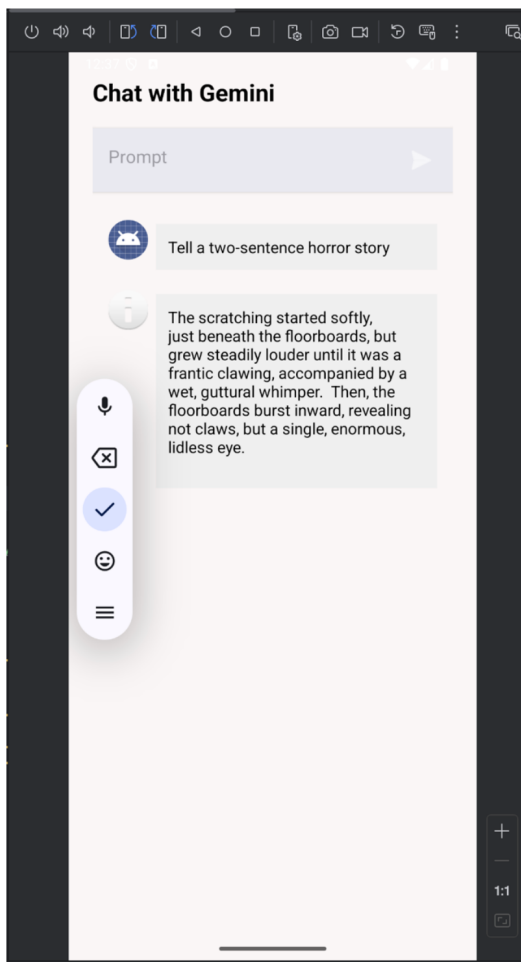 12:37
Chat with Gemini
Prompt
Tell a two-sentence horror story
The scratching started softly,
just beneath the floorboards, but
grew steadily louder until it was a
frantic clawing, accompanied by a
wet, guttural whimper.  Then, the
floorboards burst inward, revealing
not claws, but a single, enormous,
lidless eye.
1:1